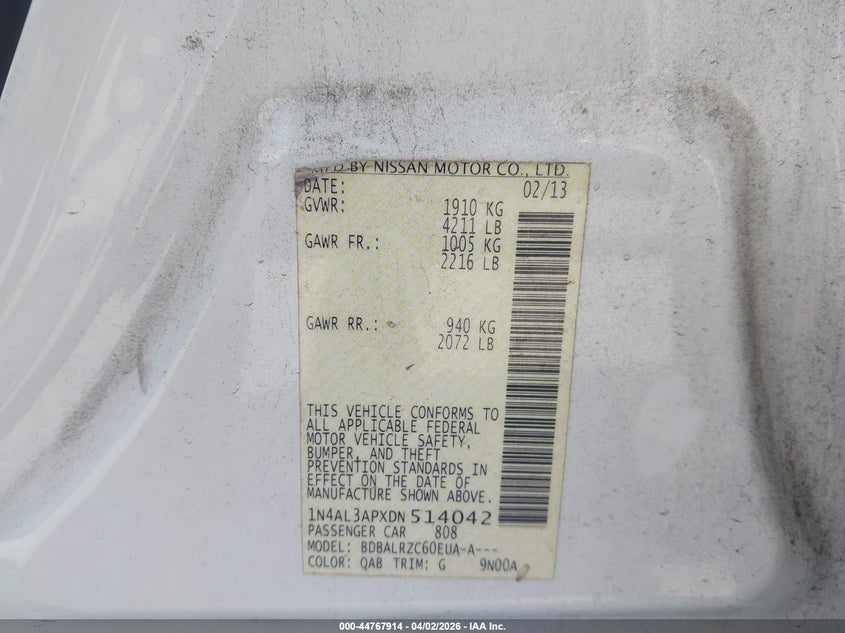 MFD BY NISSAN MOTOR CO., LTD.
DATE: 02/13
GVWR: 1910 KG
4211 LB
GAWR FR.: 1005 KG
2216 LB
GAWR RR.: 940 KG
2072 LB
THIS VEHICLE CONFORMS TO
ALL APPLICABLE FEDERAL
MOTOR VEHICLE SAFETY,
BUMPER, AND THEFT
PREVENTION STANDARDS IN
EFFECT ON THE DATE OF
MANUFACTURE SHOWN ABOVE.
1N4AL3APXDN 514042
PASSENGER CAR 808
MODEL: BDBALRZC60EUA-A---
COLOR: QAB TRIM: G 9N00A
000-44767914 - 04/02/2026 - IAA Inc.